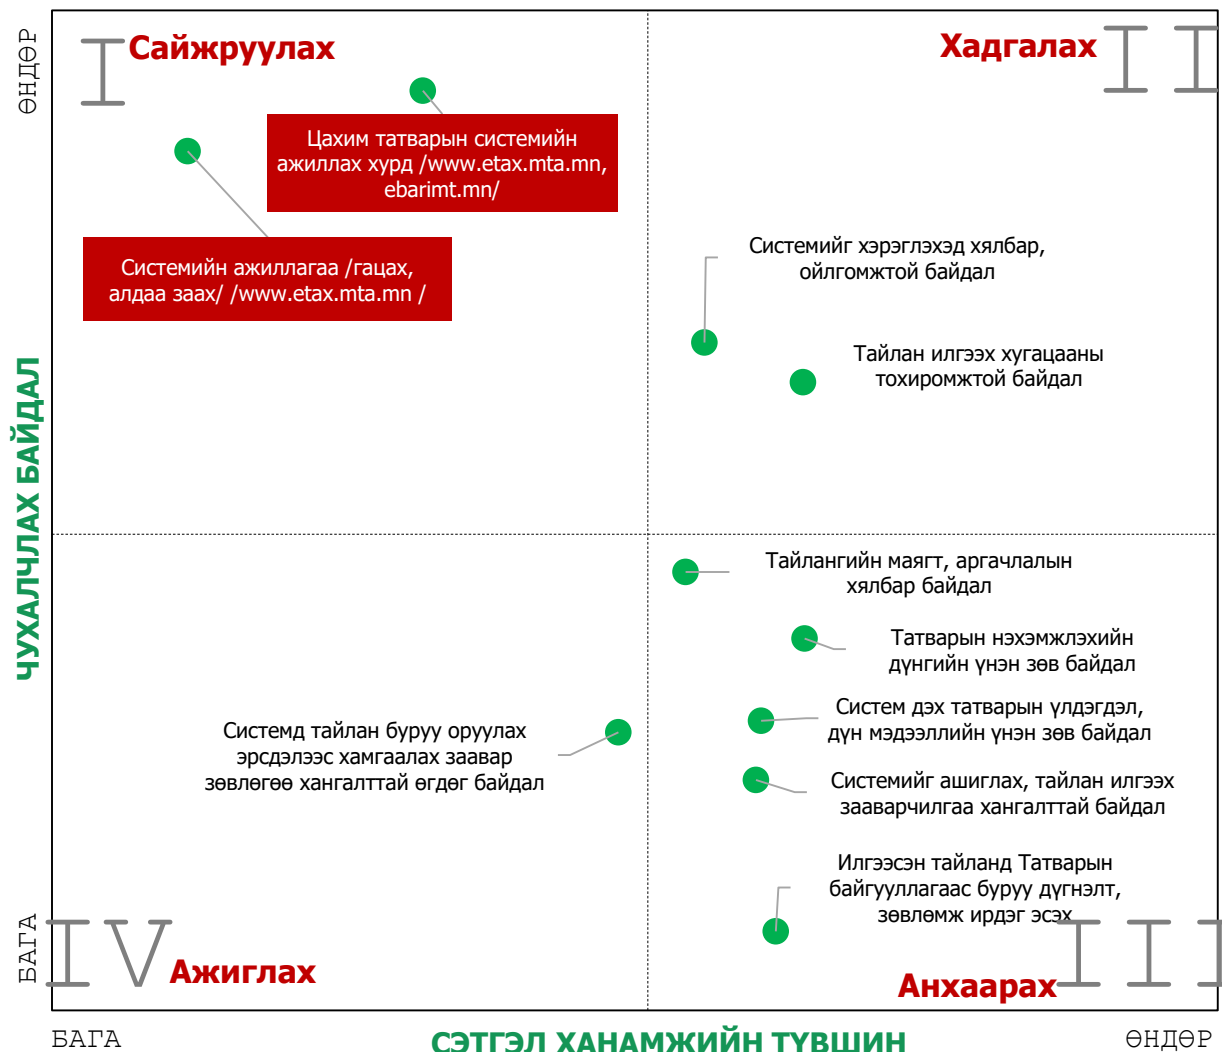 ӨНДӨР
I
Сайжруулах
Хадгалах
II
Цахим татварын системийн
ажиллах хурд /www.etax.mta.mn,
ebarimt.mn/
Системийн ажиллагаа /гацах,
алдаа заах/ /www.etax.mta.mn /
Системийг хэрэглэхэд хялбар,
ойлгомжтой байдал
Тайлан илгээх хугацааны
тохиромжтой байдал
ЧУХАЛЧЛАХ БАЙДАЛ
Тайлангийн маягт, аргачлалын
хялбар байдал
Татварын нэхэмжлэхийн
дүнгийн үнэн зөв байдал
Систем дэх татварын үлдэгдэл,
дүн мэдээллийн үнэн зөв байдал
Системд тайлан буруу оруулах
эрсдэлээс хамгаалах заавар
зөвлөгөө хангалттай өгдөг байдал
Системийг ашиглах, тайлан илгээх
зааварчилгаа хангалттай байдал
Илгээсэн тайланд Татварын
байгууллагаас буруу дүгнэлт,
зөвлөмж ирдэг эсэх
БАГА
IV
Ажиглах
Анхаарах
III
БАГА
СЭТГЭЛ ХАНАМЖИЙН ТҮВШИН
ӨНДӨР